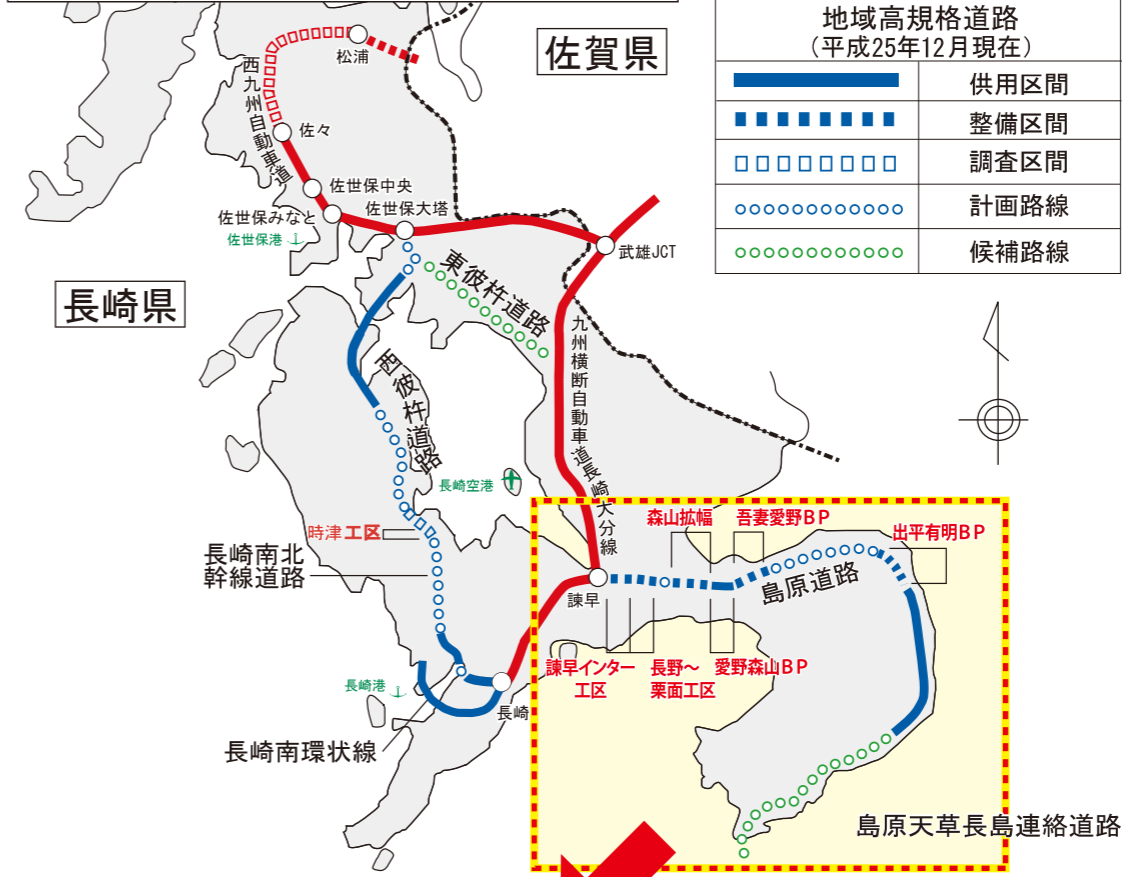 地域高規格道路
（平成25年12月現在）
供用区間
整備区間
調査区間
計画路線
候補路線
佐賀県
長崎県
松浦
西九州自動車道
佐々
佐世保中央
佐世保みなと
佐世保大塔
佐世保港
武雄JCT
東彼杵道路
九州横断自動車道長崎大分線
西彼杵道路
長崎空港
時津工区
長崎南北
幹線道路
森山拡幅
吾妻愛野BP
出平有明BP
諫早
島原道路
諫早インター
工区
長野～
栗面工区
愛野森山BP
長崎港
長崎
長崎南環状線
島原天草長島連絡道路